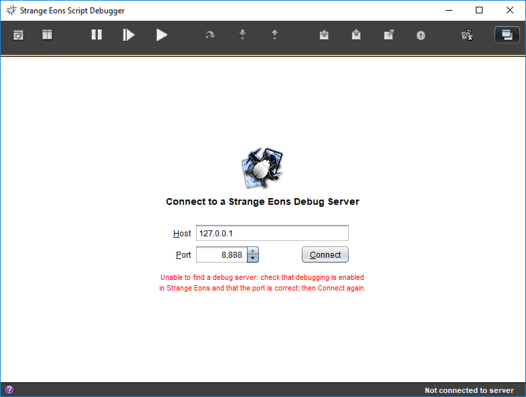 Strange Eons Script Debugger
Connect to a Strange Eons Debug Server
Host 127.0.0.1
Port 8,888 Connect
Unable to find a debug server: check that debugging is enabled
in Strange Eons and that the port is correct; then Connect again.
Not connected to server